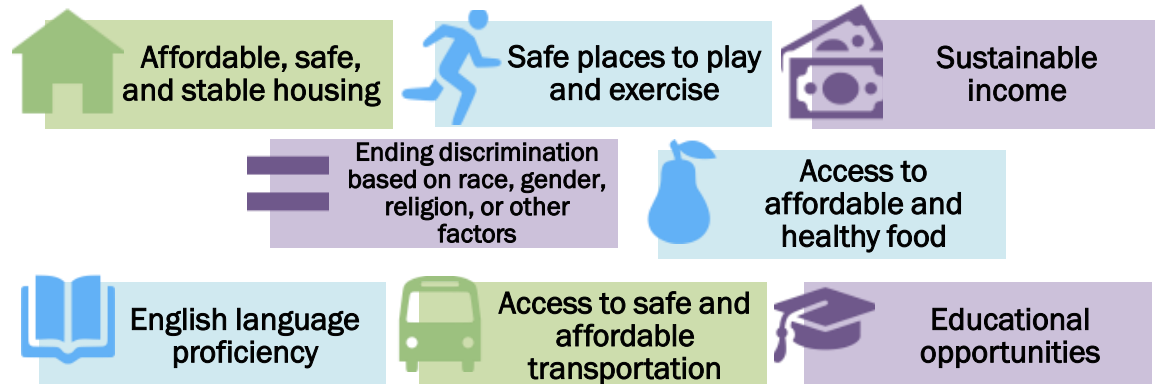 Affordable, safe,
and stable housing
Safe places to play
and exercise
Sustainable
income
Ending discrimination
based on race, gender,
religion, or other
factors
Access to
affordable and
healthy food
English language
proficiency
Access to safe and
affordable
transportation
Educational
opportunities